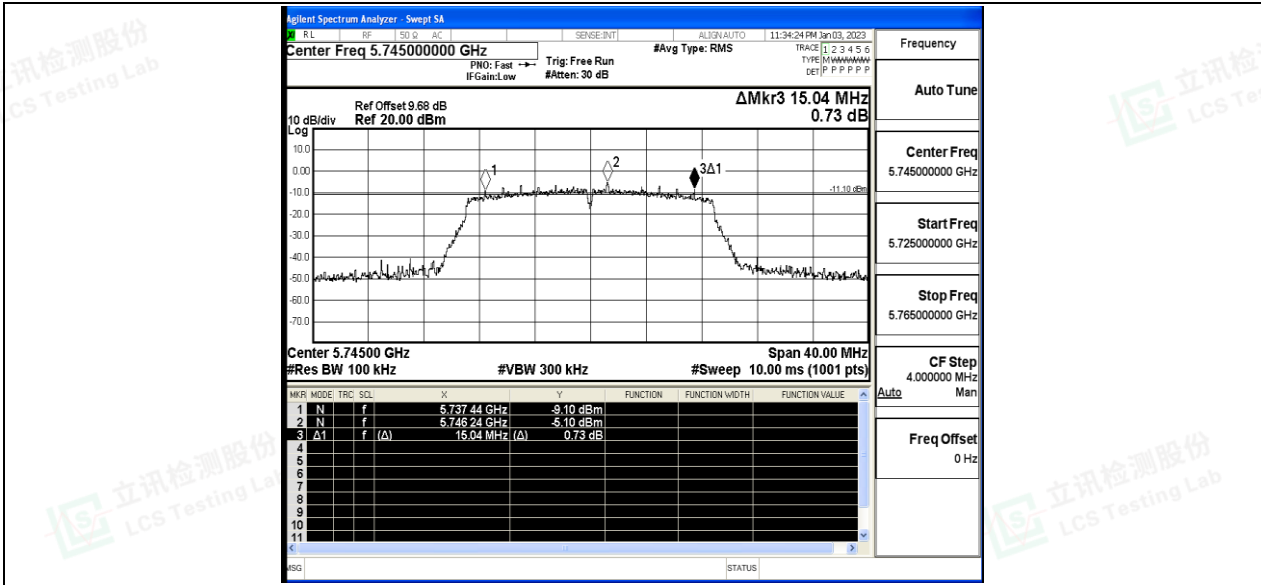 Agilent Spectrum Analyzer - Swept SA
RL RF 50 Ω AC SENSE:INT ALIGNAUTO 11:34:24 PM Jan 03, 2023
Center Freq 5.745000000 GHz
#Avg Type: RMS
TRACE 1 2 3 4 5 6
PNO: Fast
Trig: Free Run
TYPE MWWWWW
IFGain:Low
#Atten: 30 dB
DET P P P P P P
ΔMkr3 15.04 MHz
0.73 dB
Ref Offset 9.68 dB
10 dB/div Ref 20.00 dBm
Log
10.0
0.00
-10.0
-20.0
-30.0
-40.0
-50.0
-60.0
-70.0
1
2
3Δ1
-11.10 dBm
Center 5.74500 GHz Span 40.00 MHz
#Res BW 100 kHz #VBW 300 kHz #Sweep 10.00 ms (1001 pts)
MKR MODE TRC SCL X Y FUNCTION FUNCTION WIDTH FUNCTION VALUE
1 N f 5.737 44 GHz -9.10 dBm
2 N f 5.746 24 GHz -5.10 dBm
3 Δ1 f (Δ) 15.04 MHz (Δ) 0.73 dB
4
5
6
7
8
9
10
11
MSG STATUS
Frequency
Auto Tune
Center Freq
5.745000000 GHz
Start Freq
5.725000000 GHz
Stop Freq
5.765000000 GHz
CF Step
4.000000 MHz
Auto Man
Freq Offset
0 Hz
讯检测股份
LCS Testing Lab
立讯检
LCS Tes
立讯检测股份
LCS Testing Lab
立讯检测股份
LCS Testing Lab